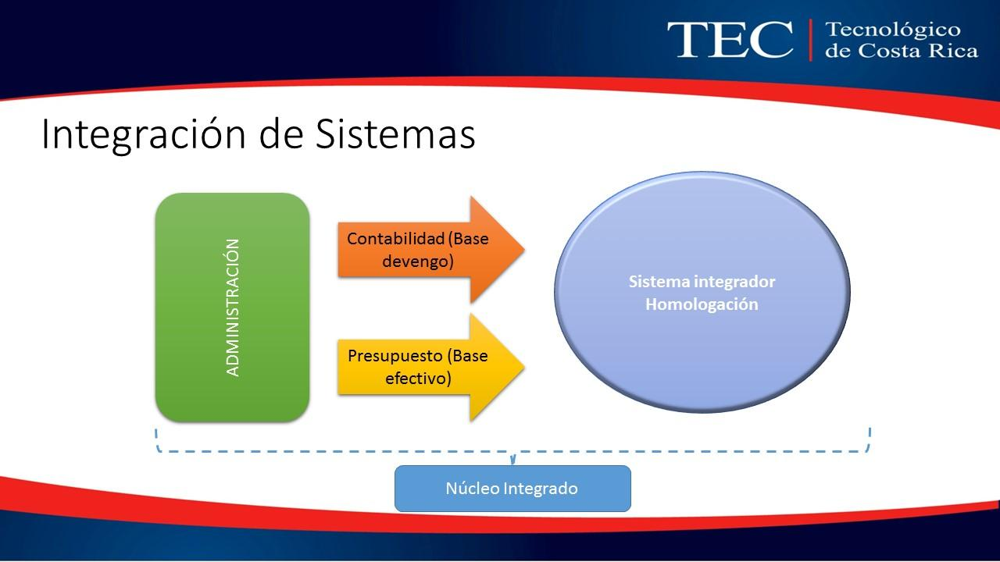 TEC
Tecnológico
de Costa Rica
Integración de Sistemas
ADMINISTRACIÓN
Contabilidad (Base
devengo)
Presupuesto (Base
efectivo)
Sistema integrador
Homologación
Núcleo Integrado